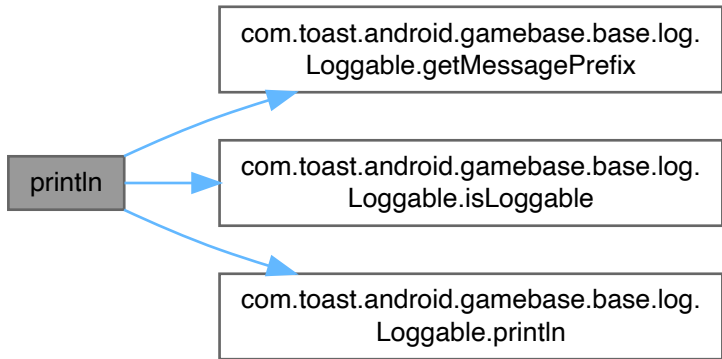 com.toast.android.gamebase.base.log.
Loggable.getMessagePrefix
println
com.toast.android.gamebase.base.log.
Loggable.isLoggable
com.toast.android.gamebase.base.log.
Loggable.println